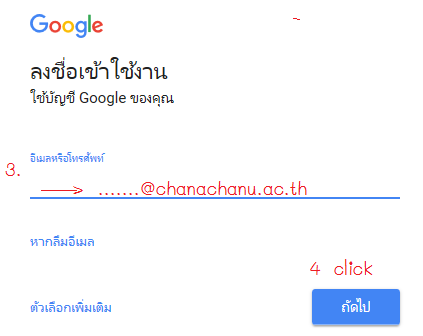 Google
ลงชื่อเข้าใช้งาน
ใช้บัญชี Google ของคุณ
อีเมลหรือโทรศัพท์
3.
.......@chanachanu.ac.th
หากลืมอีเมล
4 click
ตัวเลือกเพิ่มเติม
ถัดไป